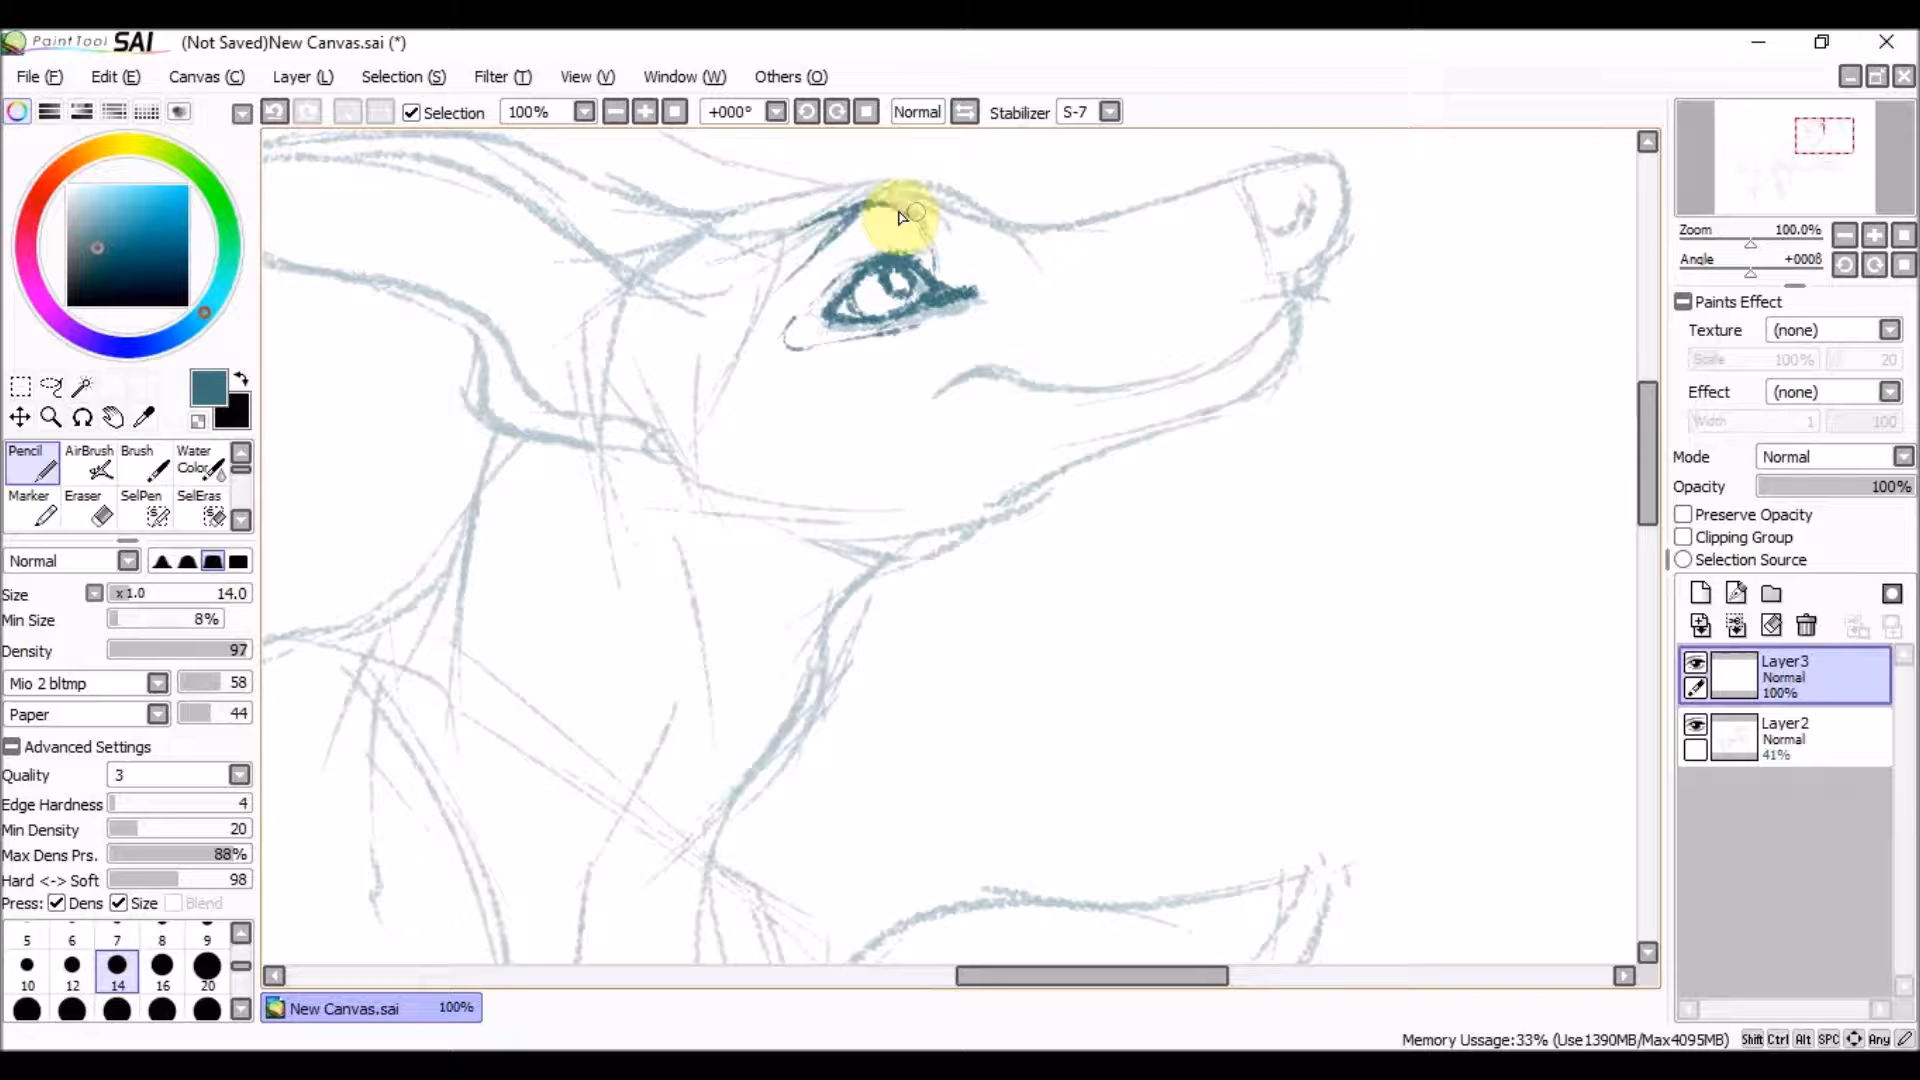 PaintTool SAI (Not Saved)New Canvas.sai (*)
File (F) Edit (E) Canvas (C) Layer (L) Selection (S) Filter (T) View (V) Window (W) Others (O)
Selection 100% +000° Normal Stabilizer S-7
Zoom 100.0%
Angle +000ß
Paints Effect
Texture (none)
Scale 100% 20
Effect (none)
Width 1 100
Mode Normal
Opacity 100%
Preserve Opacity
Clipping Group
Selection Source
Layer3
Normal
100%
Layer2
Normal
41%
Pencil AirBrush Brush Water Color
Marker Eraser SelPen SelEras
Normal
Size x1.0 14.0
Min Size 8%
Density 97
Mio 2 bltmp 58
Paper 44
Advanced Settings
Quality 3
Edge Hardness 4
Min Density 20
Max Dens Prs. 88%
Hard <-> Soft 98
Press: Dens Size Blend
5 6 7 8 9
10 12 14 16 20
New Canvas.sai 100%
Memory Ussage:33% (Use1390MB/Max4095MB) Shift Ctrl Alt SPC Any